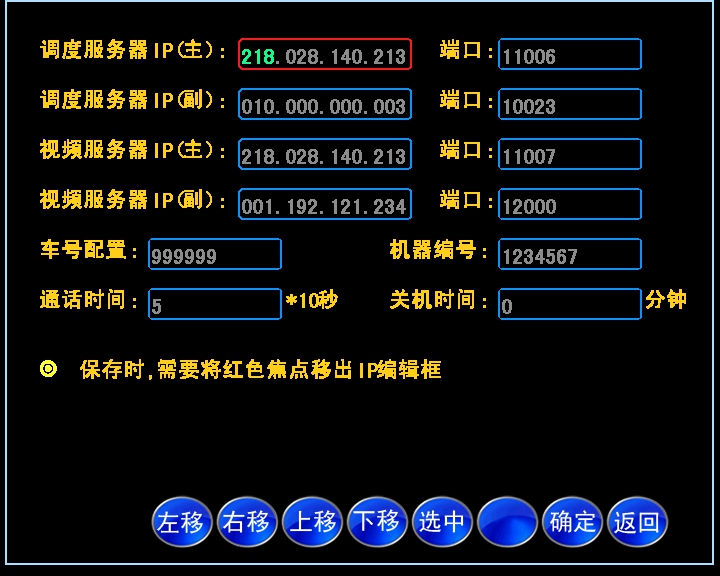 调度服务器IP(主): 218.028.140.213 端口: 11006
调度服务器IP(副): 010.000.000.003 端口: 10023
视频服务器IP(主): 218.028.140.213 端口: 11007
视频服务器IP(副): 001.192.121.234 端口: 12000
车号配置: 999999 机器编号: 1234567
通话时间: 5 *10秒 关机时间: 0 分钟
保存时,需要将红色焦点移出IP编辑框
左移 右移 上移 下移 选中 确定 返回